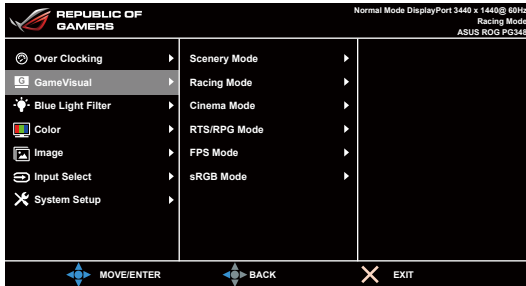 REPUBLIC OF
GAMERS
Normal Mode DisplayPort 3440 x 1440@ 60Hz
Racing Mode
ASUS ROG PG348
Over Clocking
G GameVisual
Blue Light Filter
Color
Image
Input Select
System Setup
Scenery Mode
Racing Mode
Cinema Mode
RTS/RPG Mode
FPS Mode
sRGB Mode
MOVE/ENTER
BACK
EXIT